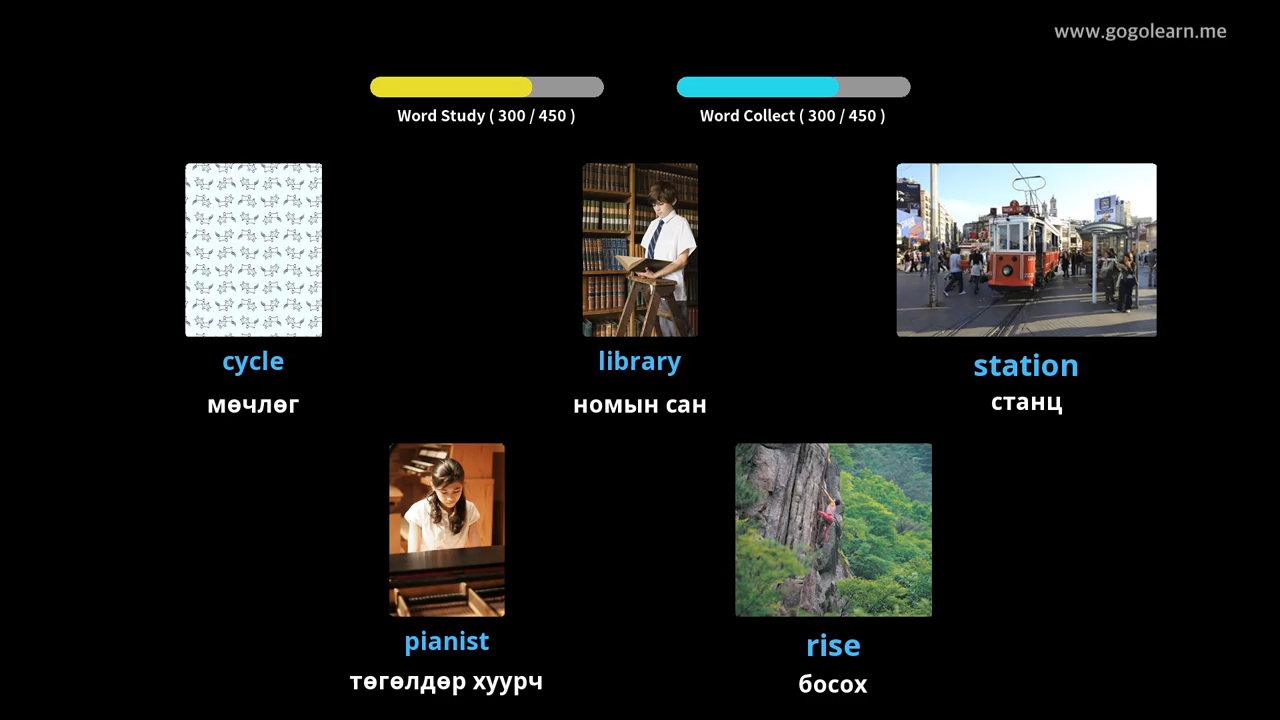 www.gogolearn.me
Word Study ( 300 / 450 )
Word Collect ( 300 / 450 )
cycle
мөчлөг
library
номын сан
station
станц
pianist
төгөлдөр хуурч
rise
босох